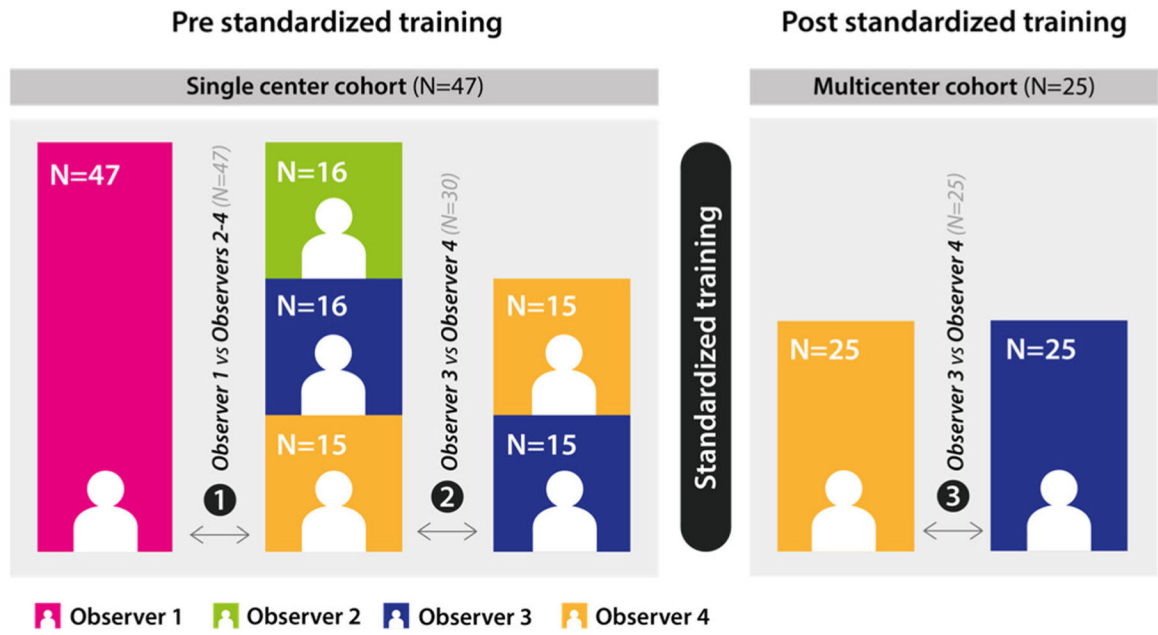 Pre standardized training
Post standardized training
Single center cohort (N=47)
Multicenter cohort (N=25)
N=47
Observer 1 vs Observers 2-4 (N=47)
1
N=16
N=16
N=15
Observer 3 vs Observer 4 (N=30)
2
N=15
N=15
Standardized training
N=25
Observer 3 vs Observer 4 (N=25)
3
N=25
Observer 1
Observer 2
Observer 3
Observer 4